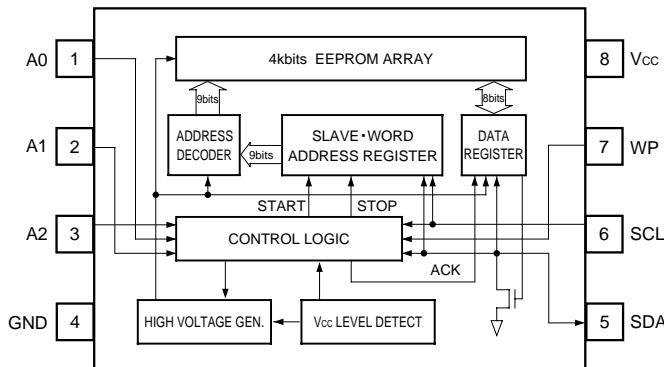 A0 1
4kbits EEPROM ARRAY
8 Vcc
9bits
8bits
A1 2
ADDRESS
DECODER
9bits
SLAVE・WORD
ADDRESS REGISTER
DATA
REGISTER
7 WP
START
STOP
A2 3
CONTROL LOGIC
6 SCL
ACK
GND 4
HIGH VOLTAGE GEN.
Vcc LEVEL DETECT
5 SDA